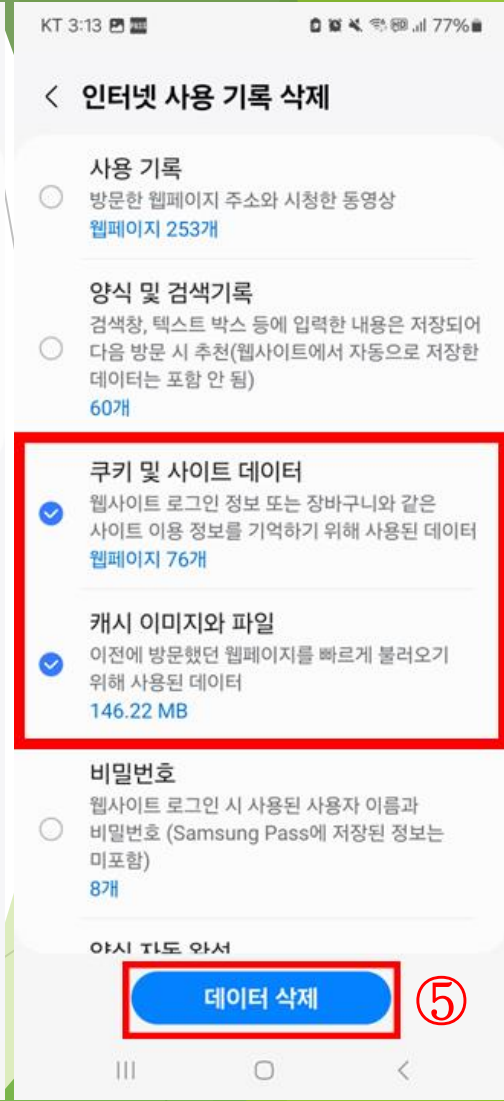 KT 3:13 77%
인터넷 사용 기록 삭제
사용 기록
방문한 웹페이지 주소와 시청한 동영상
웹페이지 253개
양식 및 검색기록
검색창, 텍스트 박스 등에 입력한 내용은 저장되어
다음 방문 시 추천(웹사이트에서 자동으로 저장한
데이터는 포함 안 됨)
60개
쿠키 및 사이트 데이터
웹사이트 로그인 정보 또는 장바구니와 같은
사이트 이용 정보를 기억하기 위해 사용된 데이터
웹페이지 76개
캐시 이미지와 파일
이전에 방문했던 웹페이지를 빠르게 불러오기
위해 사용된 데이터
146.22 MB
비밀번호
웹사이트 로그인 시 사용된 사용자 이름과
비밀번호 (Samsung Pass에 저장된 정보는
미포함)
8개
양식 자동 완성
데이터 삭제 ⑤